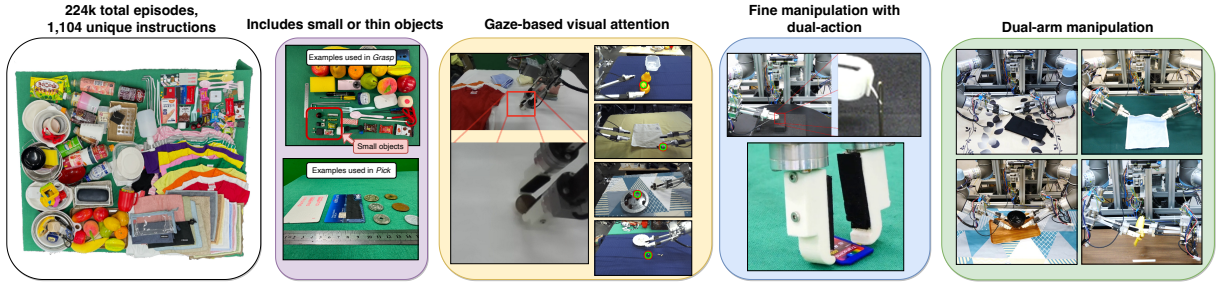 224k total episodes,
1,104 unique instructions
Includes small or thin objects
Examples used in Grasp
Small objects
Examples used in Pick
Gaze-based visual attention
Fine manipulation with
dual-action
Dual-arm manipulation